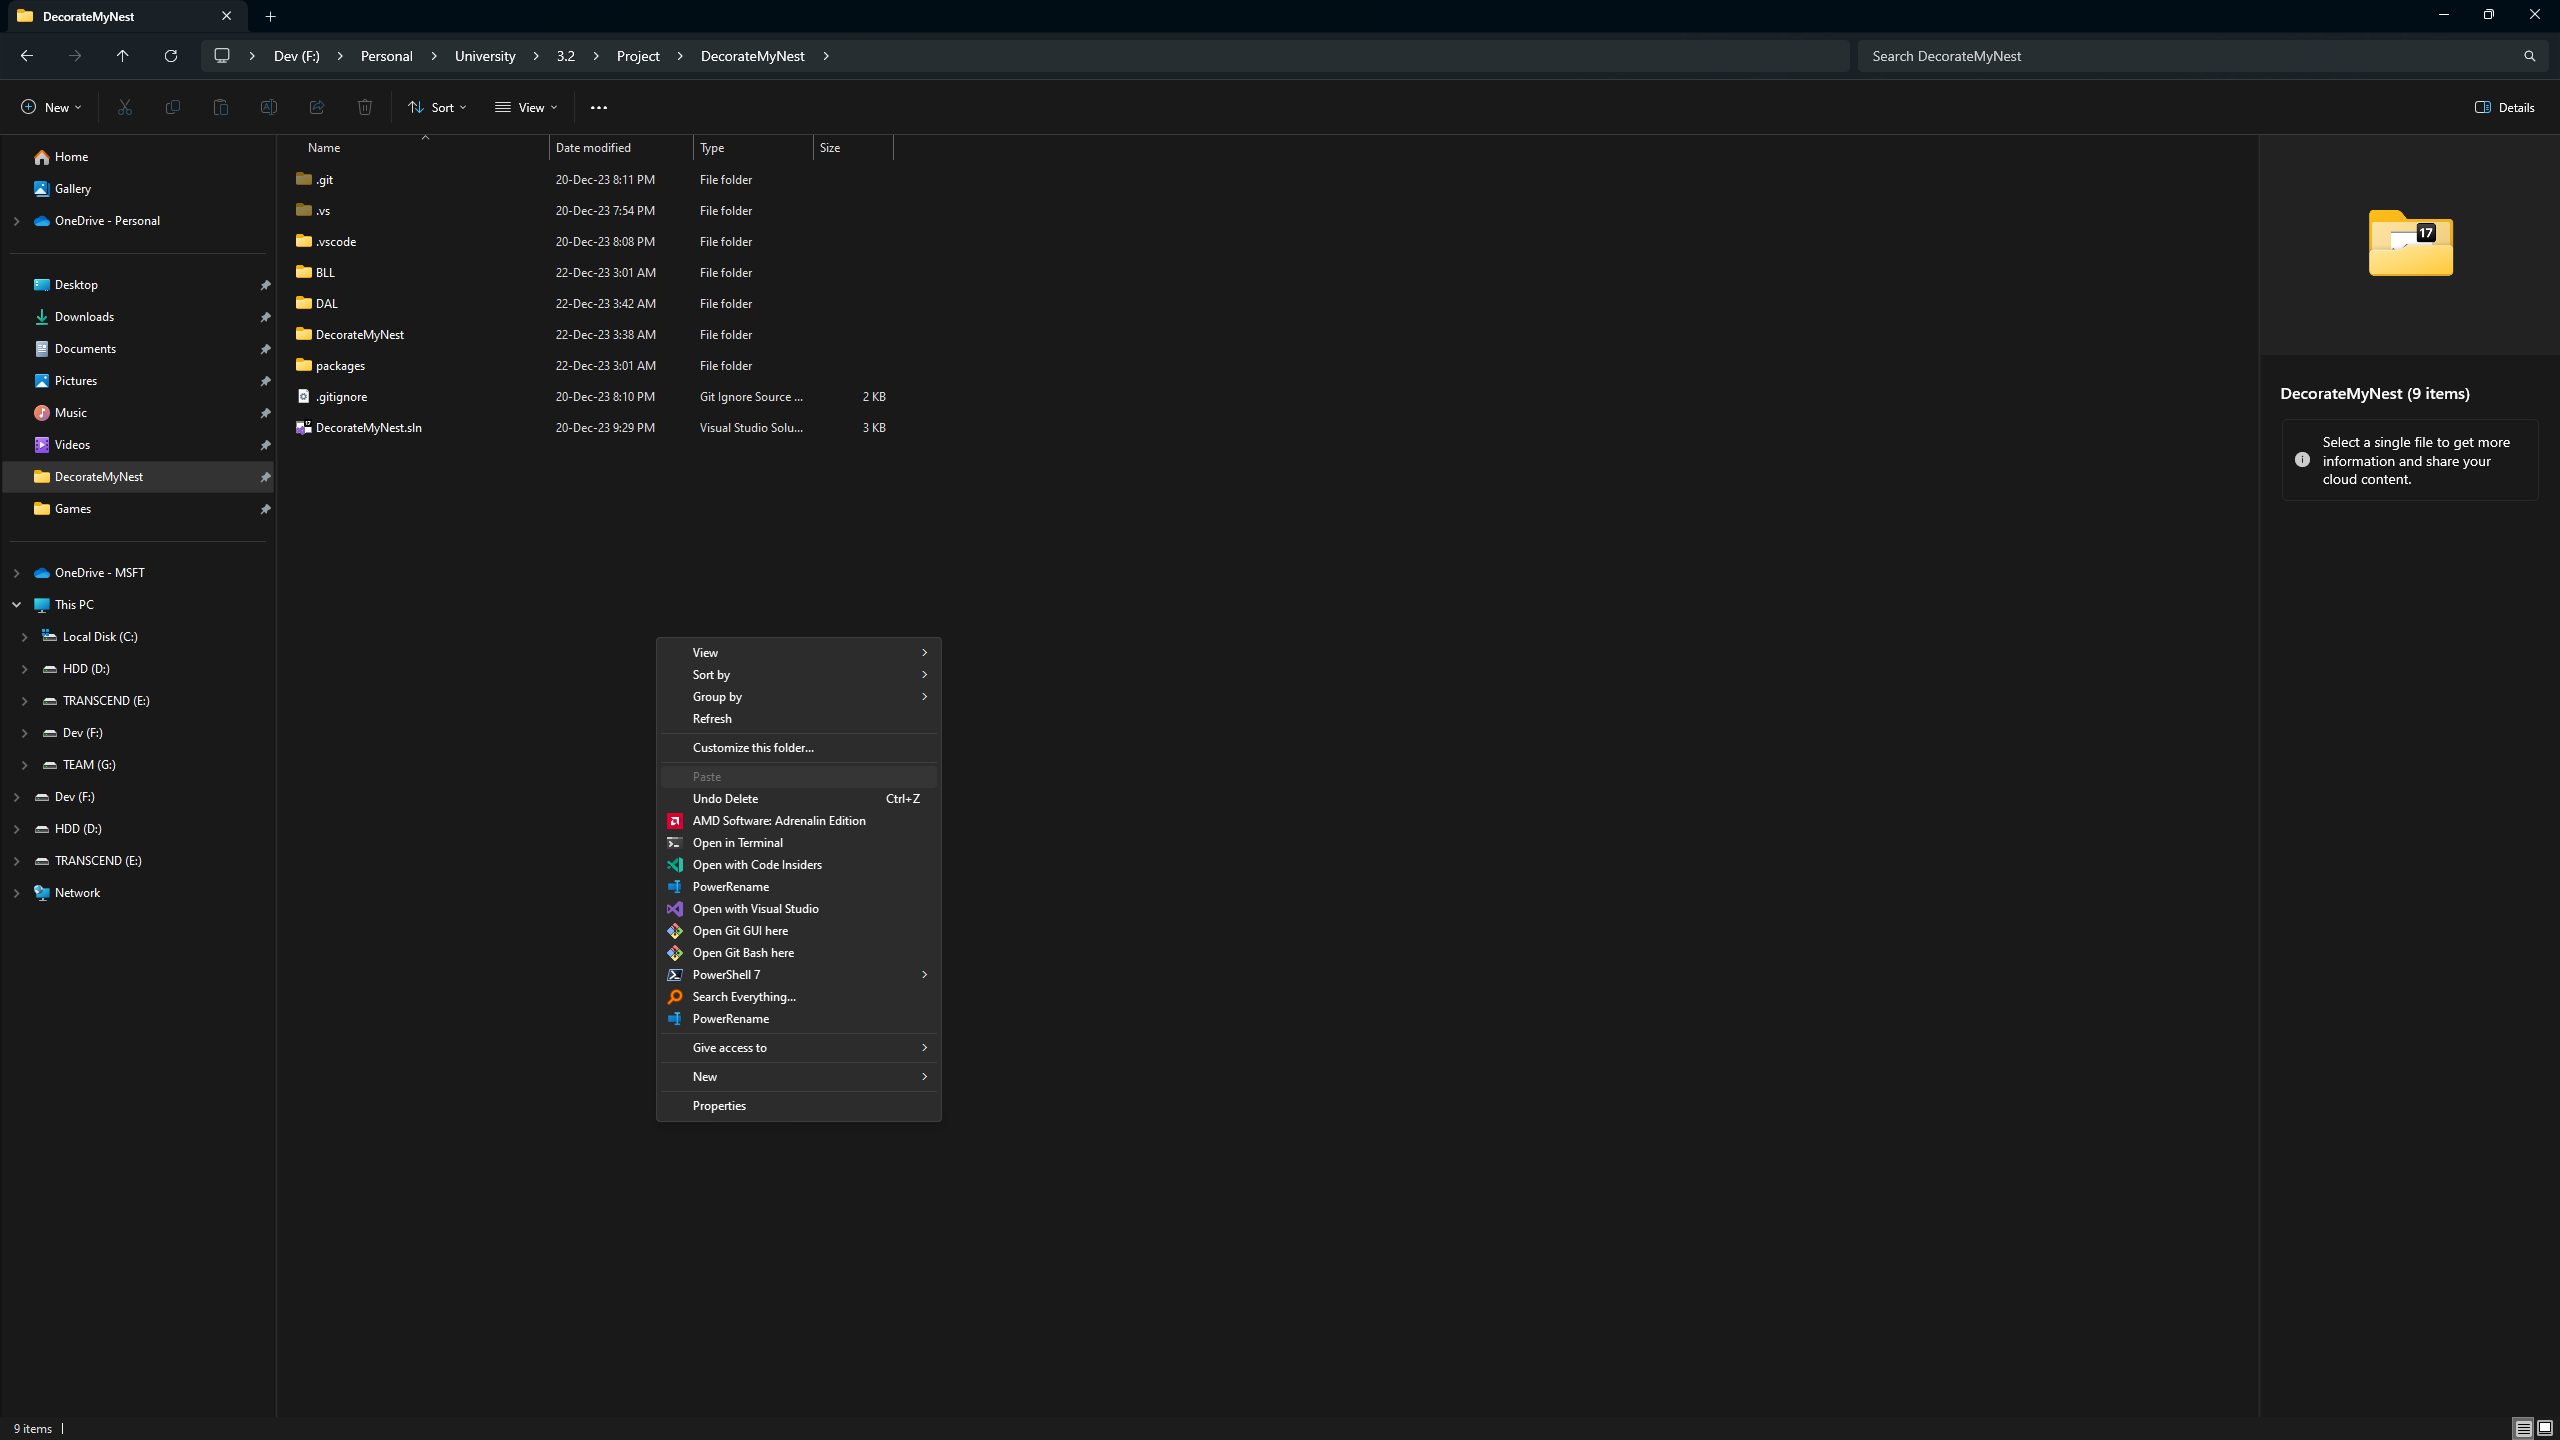 DecorateMyNest
Dev (F:) Personal University 3.2 Project DecorateMyNest
Search DecorateMyNest
New Sort View Details
Home
Gallery
OneDrive - Personal
Desktop
Downloads
Documents
Pictures
Music
Videos
DecorateMyNest
Games
OneDrive - MSFT
This PC
Local Disk (C:)
HDD (D:)
TRANSCEND (E:)
Dev (F:)
TEAM (G:)
Dev (F:)
HDD (D:)
TRANSCEND (E:)
Network
Name Date modified Type Size
.git 20-Dec-23 8:11 PM File folder
.vs 20-Dec-23 7:54 PM File folder
.vscode 20-Dec-23 8:08 PM File folder
BLL 22-Dec-23 3:01 AM File folder
DAL 22-Dec-23 3:42 AM File folder
DecorateMyNest 22-Dec-23 3:38 AM File folder
packages 22-Dec-23 3:01 AM File folder
.gitignore 20-Dec-23 8:10 PM Git Ignore Source ... 2 KB
DecorateMyNest.sln 20-Dec-23 9:29 PM Visual Studio Solu... 3 KB
View
Sort by
Group by
Refresh
Customize this folder...
Paste
Undo Delete Ctrl+Z
AMD Software: Adrenalin Edition
Open in Terminal
Open with Code Insiders
PowerRename
Open with Visual Studio
Open Git GUI here
Open Git Bash here
PowerShell 7
Search Everything...
PowerRename
Give access to
New
Properties
17
DecorateMyNest (9 items)
Select a single file to get more
information and share your
cloud content.
9 items